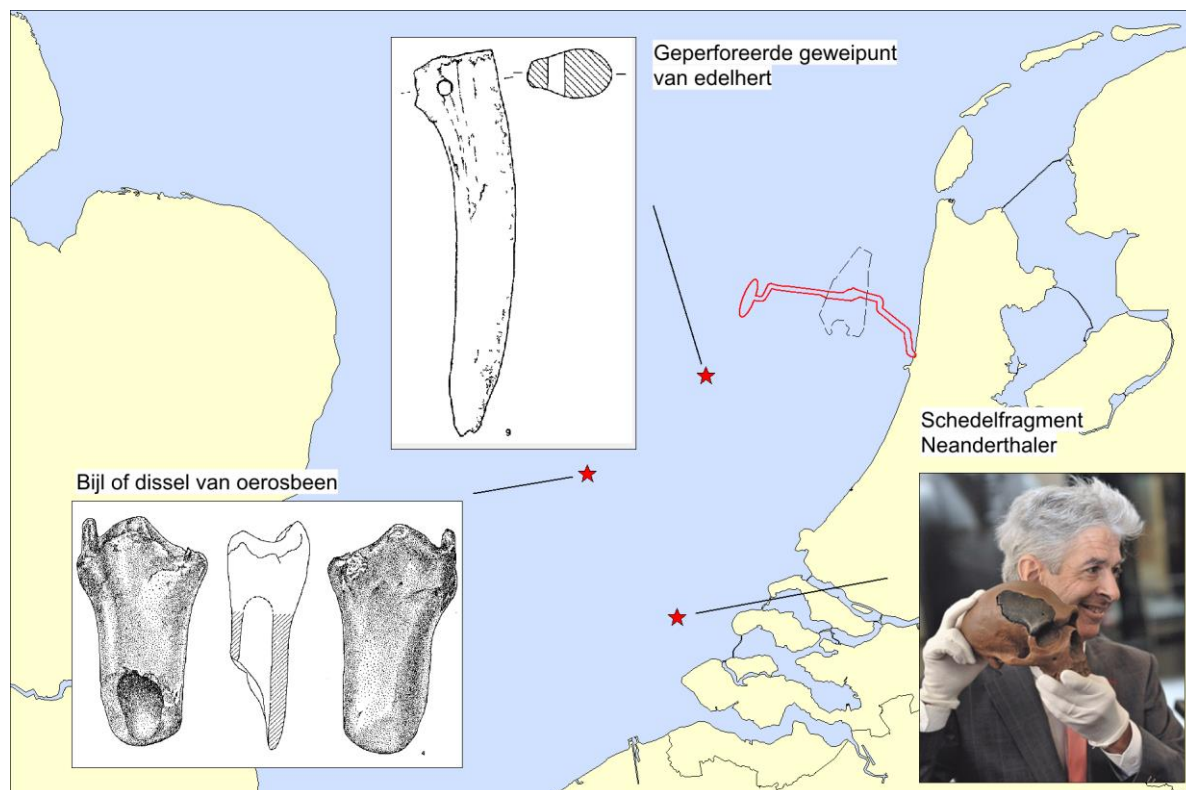 Geperforeerde geweipunt
van edelhert
9
Schedelfragment
Neanderthaler
Bijl of dissel van oerosbeen
4